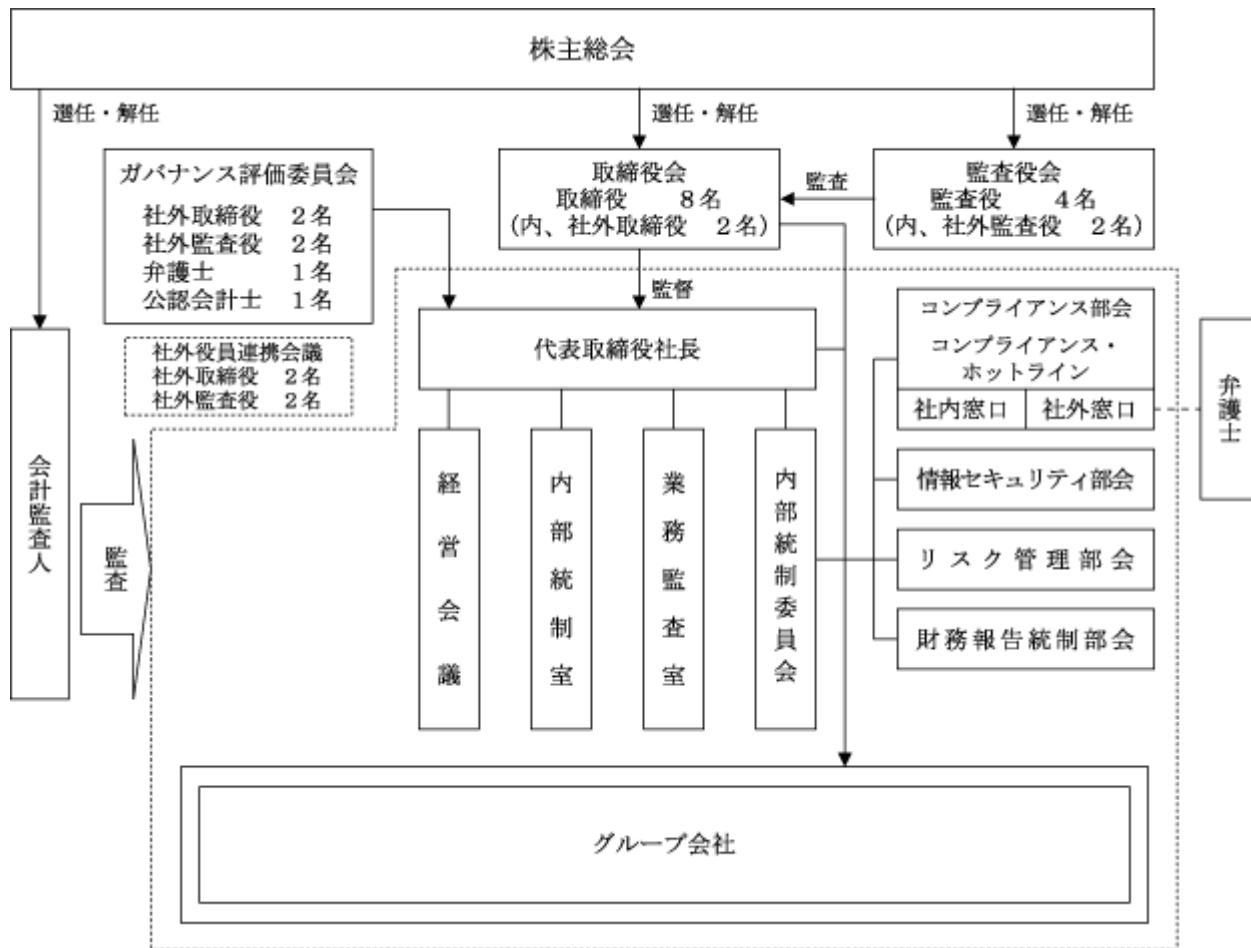 株主総会
選任・解任
選任・解任
選任・解任
ガバナンス評価委員会
社外取締役 2名
社外監査役 2名
弁護士 1名
公認会計士 1名
取締役会
取締役 8名
(内、社外取締役 2名)
監査
監査役会
監査役 4名
(内、社外監査役 2名)
監督
社外役員連携会議
社外取締役 2名
社外監査役 2名
代表取締役社長
コンプライアンス部会
コンプライアンス・
ホットライン
社内窓口
社外窓口
弁護士
会計監査人
監査
経営会議
内部統制室
業務監査室
内部統制委員会
情報セキュリティ部会
リスク管理部会
財務報告統制部会
グループ会社